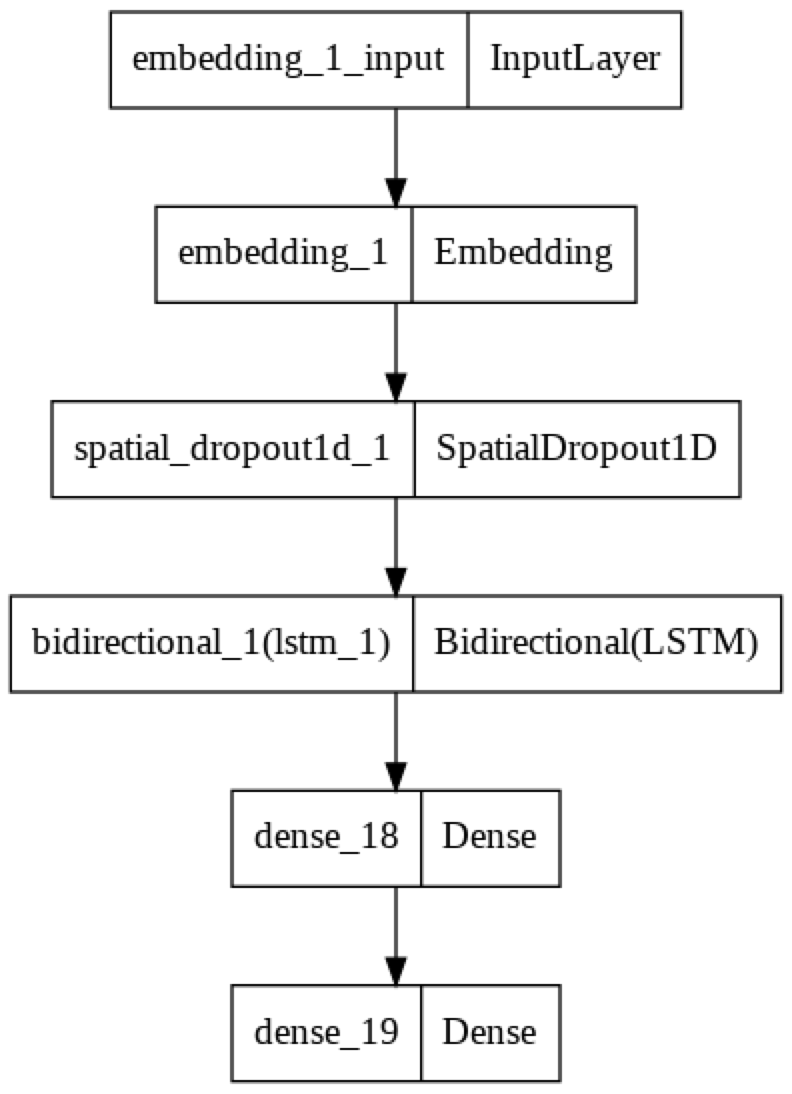 embedding_1_input InputLayer
embedding_1 Embedding
spatial_dropout1d_1 SpatialDropout1D
bidirectional_1(lstm_1) Bidirectional(LSTM)
dense_18 Dense
dense_19 Dense